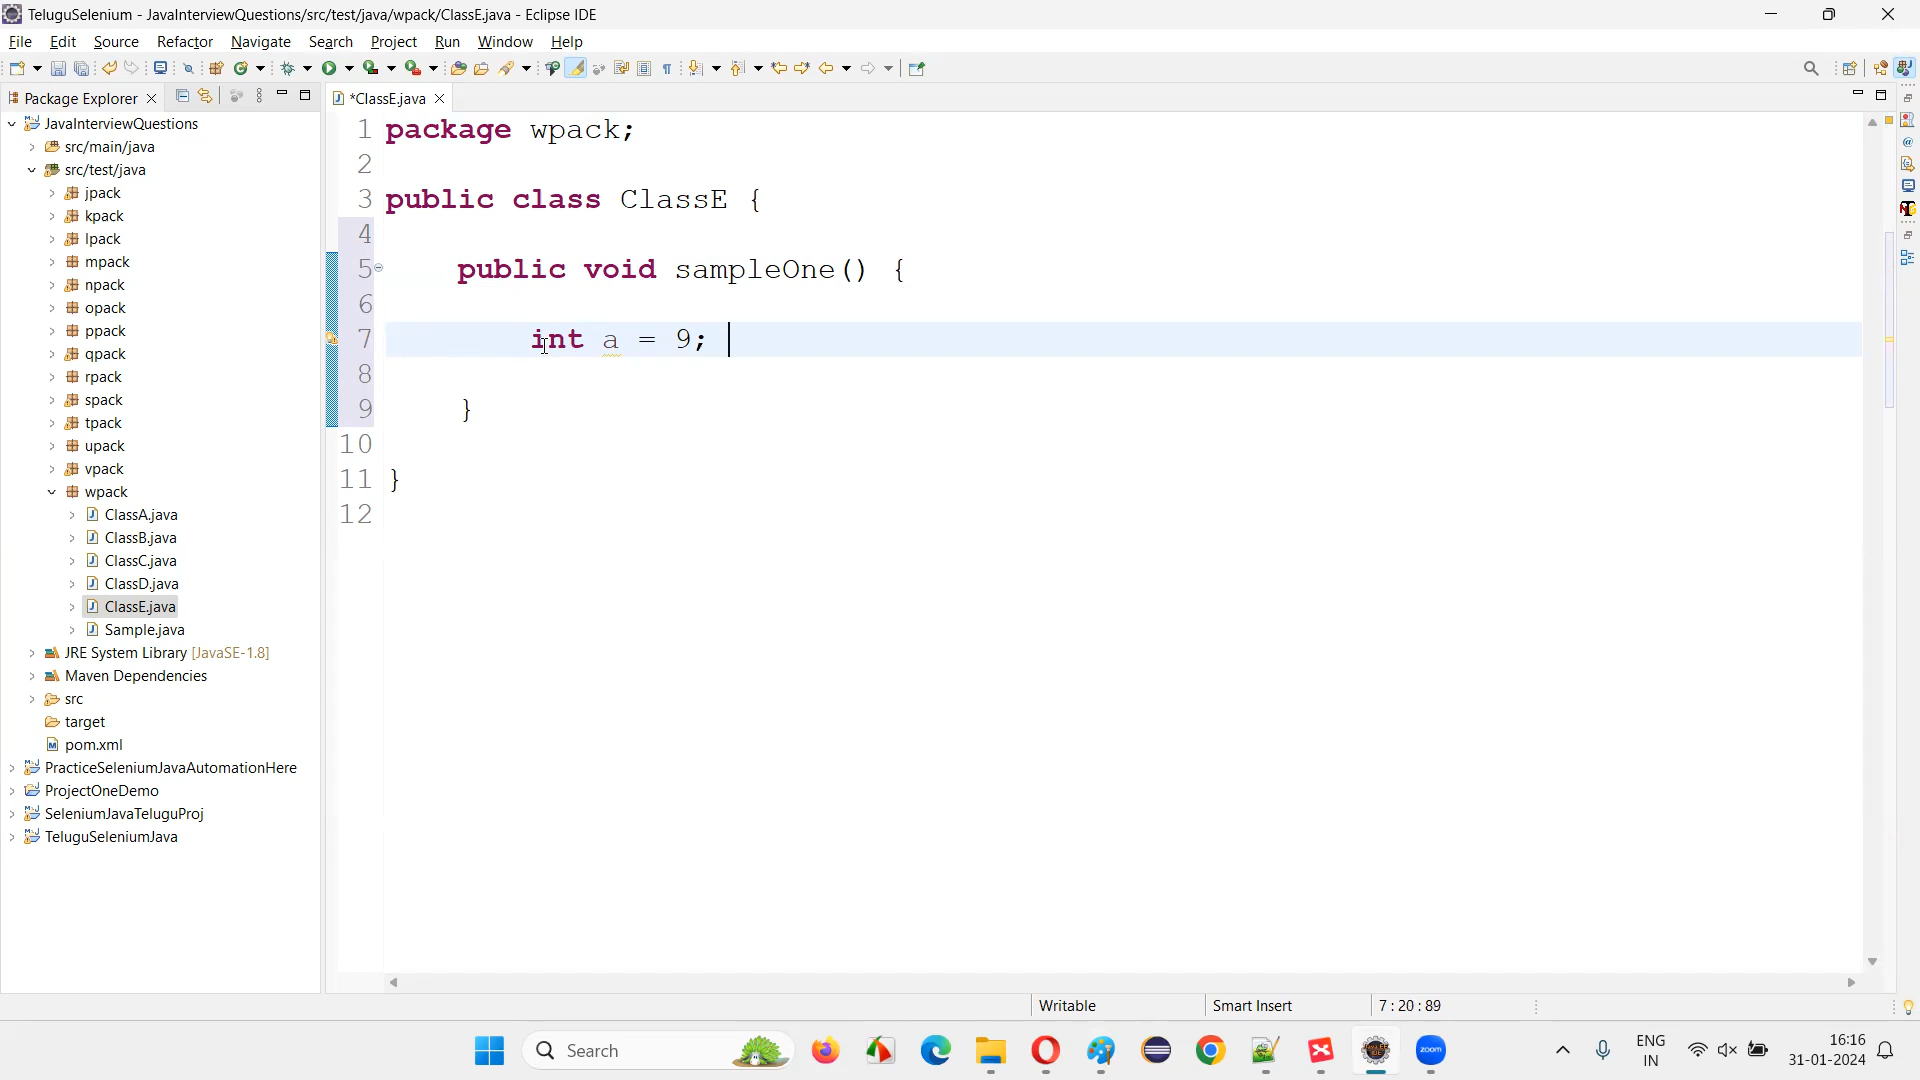 TeluguSelenium - JavaInterviewQuestions/src/test/java/wpack/ClassE.java - Eclipse IDE
File Edit Source Refactor Navigate Search Project Run Window Help
Package Explorer
*ClassE.java
JavaInterviewQuestions
src/main/java
src/test/java
jpack
kpack
lpack
mpack
npack
opack
ppack
qpack
rpack
spack
tpack
upack
vpack
wpack
ClassA.java
ClassB.java
ClassC.java
ClassD.java
ClassE.java
Sample.java
JRE System Library [JavaSE-1.8]
Maven Dependencies
src
target
pom.xml
PracticeSeleniumJavaAutomationHere
ProjectOneDemo
SeleniumJavaTeluguProj
TeluguSeleniumJava
1 package wpack;
2
3 public class ClassE {
4
5 public void sampleOne() {
6
7 int a = 9;
8
9 }
10
11 }
12
Writable Smart Insert 7 : 20 : 89
Search
zoom
ENG
IN
16:16
31-01-2024